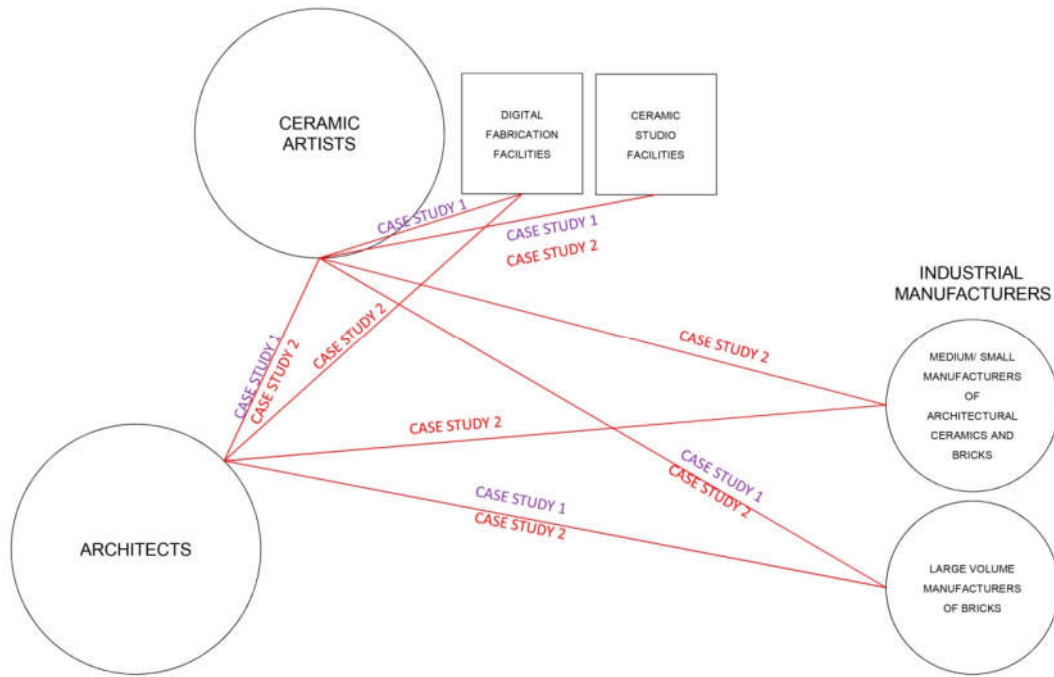 CERAMIC
ARTISTS
DIGITAL
FABRICATION
FACILITIES
CERAMIC
STUDIO
FACILITIES
CASE STUDY 1
CASE STUDY 1
CASE STUDY 2
INDUSTRIAL
MANUFACTURERS
CASE STUDY 1
CASE STUDY 2
CASE STUDY 2
CASE STUDY 2
MEDIUM/ SMALL
MANUFACTURERS
OF
ARCHITECTURAL
CERAMICS AND
BRICKS
CASE STUDY 2
CASE STUDY 1
CASE STUDY 2
CASE STUDY 1
CASE STUDY 2
ARCHITECTS
LARGE VOLUME
MANUFACTURERS
OF BRICKS